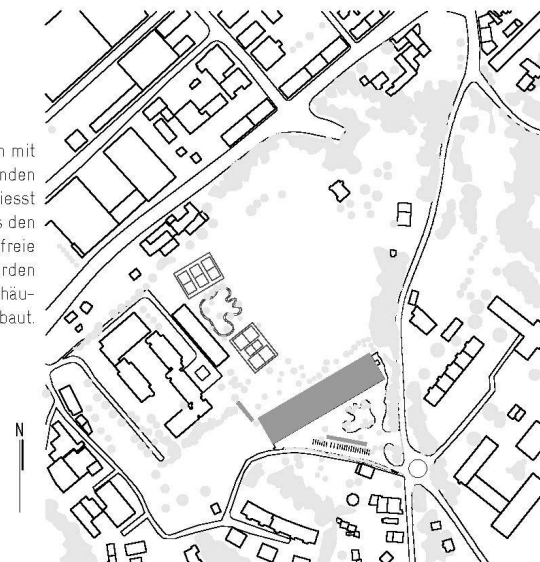 mit
nden
iesst
den
freie
rden
häu-
baut.
N